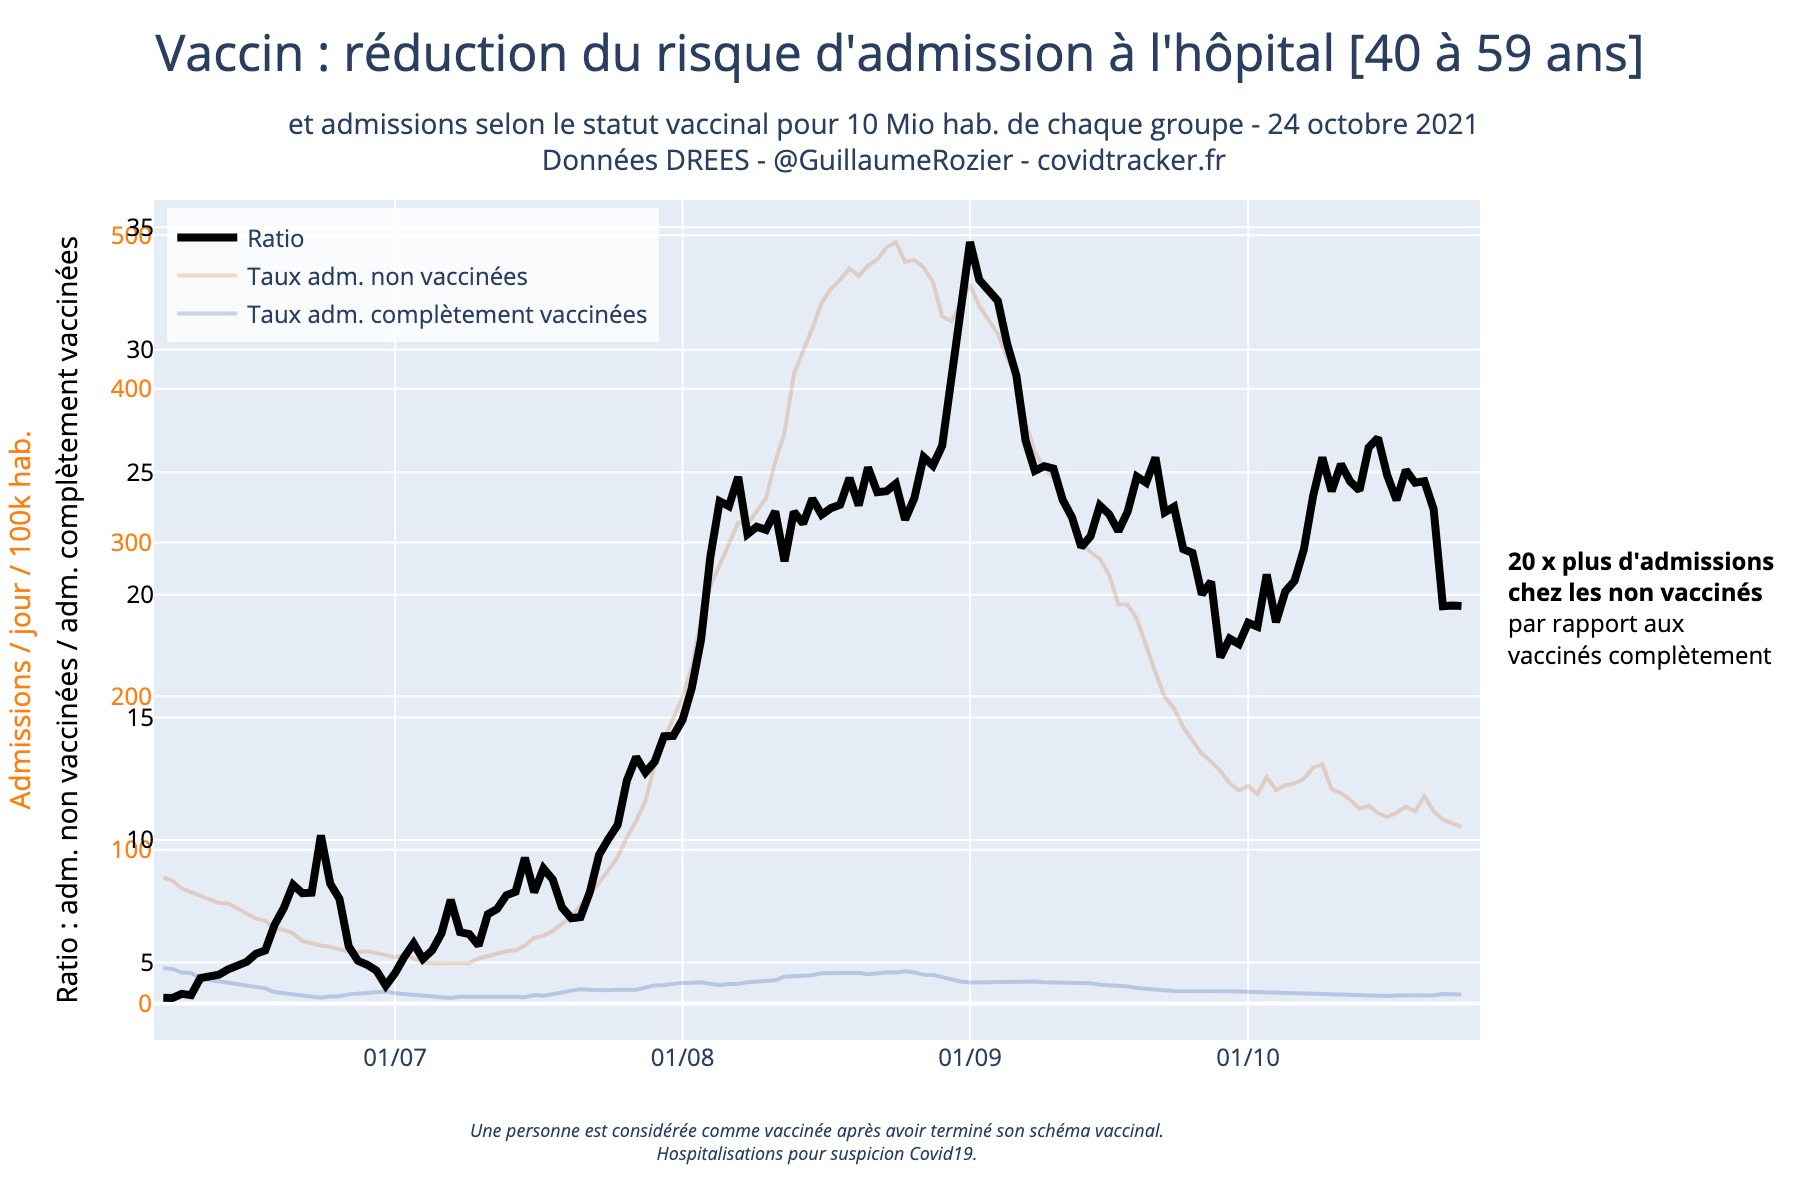 Vaccin : réduction du risque d'admission à l'hôpital [40 à 59 ans]
et admissions selon le statut vaccinal pour 10 Mio hab. de chaque groupe - 24 octobre 2021
Données DREES - @GuillaumeRozier - covidtracker.fr
Admissions / jour / 100k hab.
Ratio : adm. non vaccinées / adm. complètement vaccinées
35
500
30
400
25
300
20
200
15
10
100
5
0
Ratio
Taux adm. non vaccinées
Taux adm. complètement vaccinées
20 x plus d'admissions
chez les non vaccinés
par rapport aux
vaccinés complètement
01/07
01/08
01/09
01/10
Une personne est considérée comme vaccinée après avoir terminé son schéma vaccinal.
Hospitalisations pour suspicion Covid19.